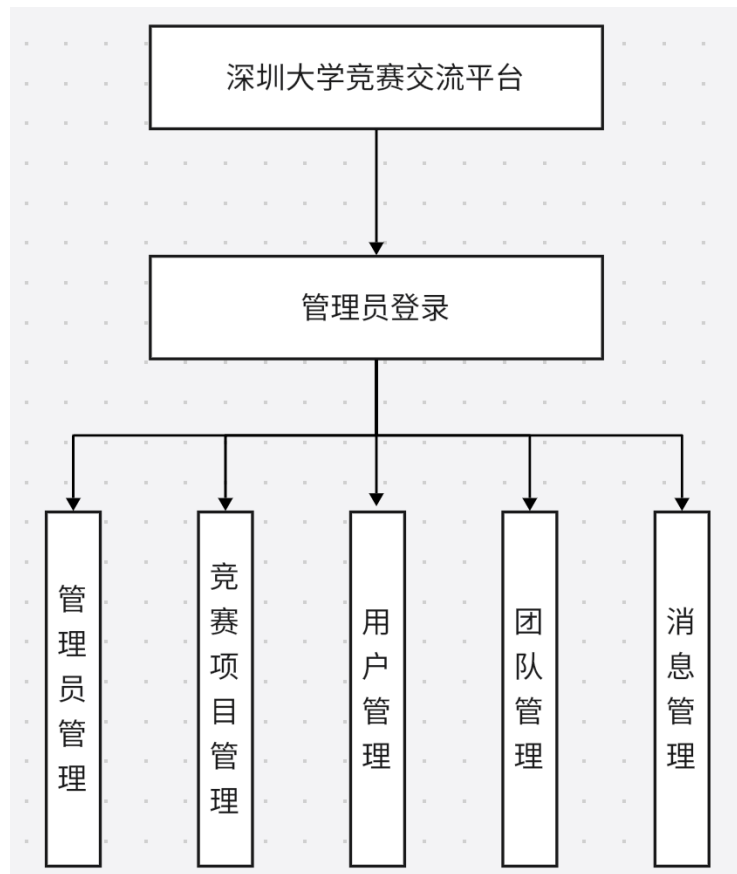 深圳大学竞赛交流平台
管理员登录
管理员管理
竞赛项目管理
用户管理
团队管理
消息管理